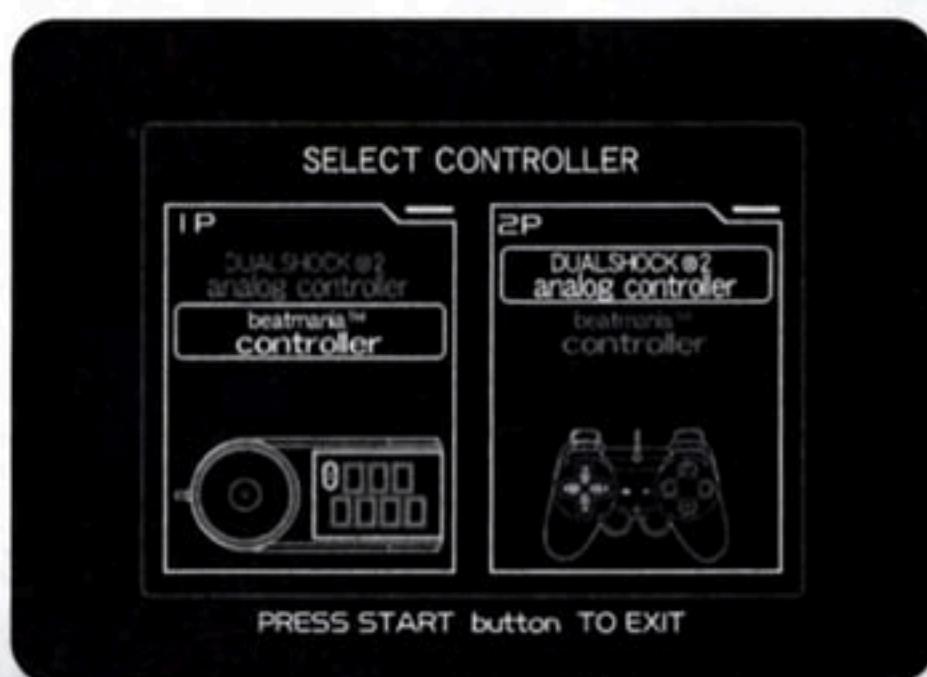 SELECT CONTROLLER
1P
DUALSHOCK®2
analog controller
beatmania™
controller
2P
DUALSHOCK®2
analog controller
beatmania™
controller
PRESS START button TO EXIT